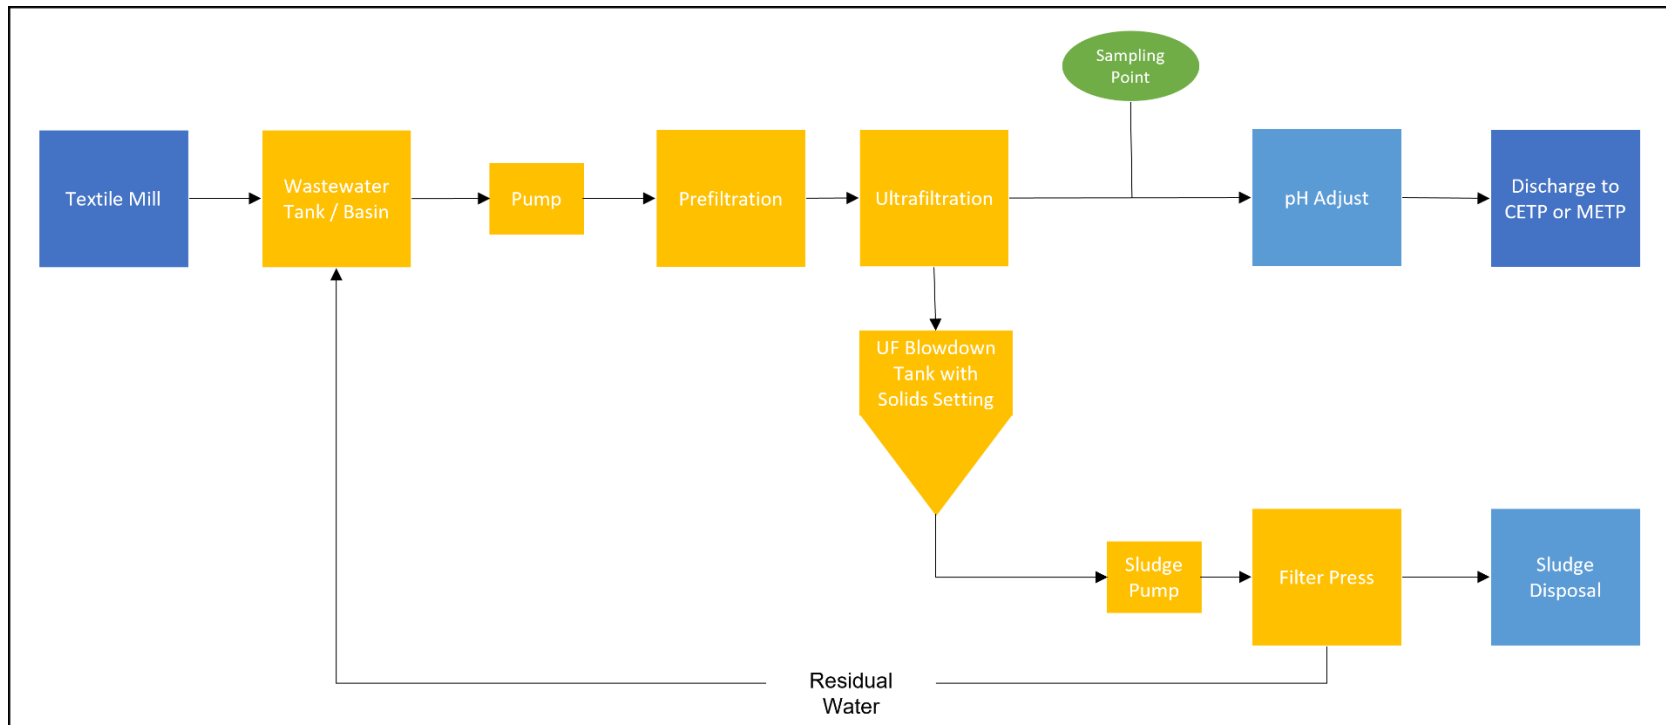 Sampling
Point
Textile Mill
Wastewater
Tank / Basin
Pump
Prefiltration
Ultrafiltration
pH Adjust
Discharge to
CETP or METP
UF Blowdown
Tank with
Solids Setting
Sludge
Pump
Filter Press
Sludge
Disposal
Residual
Water